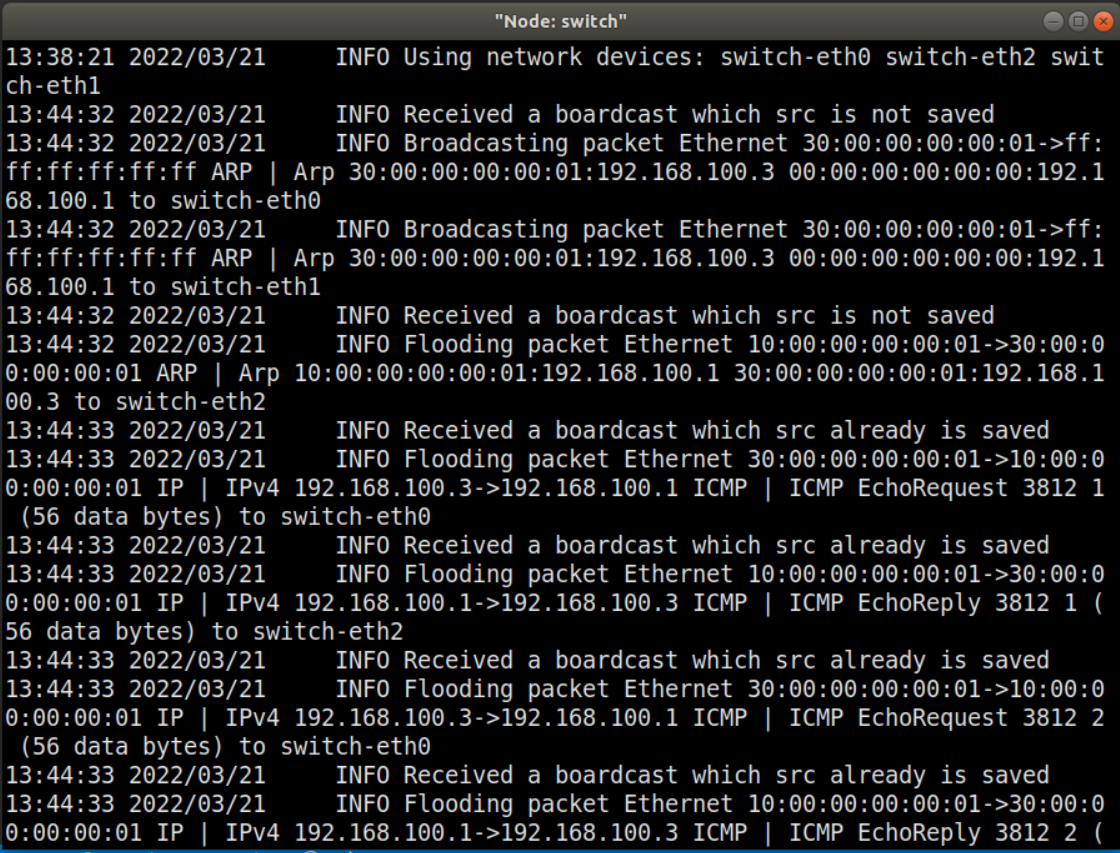 "Node: switch"
13:38:21 2022/03/21     INFO Using network devices: switch-eth0 switch-eth2 swit
ch-eth1
13:44:32 2022/03/21     INFO Received a boardcast which src is not saved
13:44:32 2022/03/21     INFO Broadcasting packet Ethernet 30:00:00:00:00:01->ff:
ff:ff:ff:ff:ff ARP | Arp 30:00:00:00:00:01:192.168.100.3 00:00:00:00:00:00:192.1
68.100.1 to switch-eth0
13:44:32 2022/03/21     INFO Broadcasting packet Ethernet 30:00:00:00:00:01->ff:
ff:ff:ff:ff:ff ARP | Arp 30:00:00:00:00:01:192.168.100.3 00:00:00:00:00:00:192.1
68.100.1 to switch-eth1
13:44:32 2022/03/21     INFO Received a boardcast which src is not saved
13:44:32 2022/03/21     INFO Flooding packet Ethernet 10:00:00:00:00:01->30:00:0
0:00:00:01 ARP | Arp 10:00:00:00:00:01:192.168.100.1 30:00:00:00:00:01:192.168.1
00.3 to switch-eth2
13:44:33 2022/03/21     INFO Received a boardcast which src already is saved
13:44:33 2022/03/21     INFO Flooding packet Ethernet 30:00:00:00:00:01->10:00:0
0:00:00:01 IP | IPv4 192.168.100.3->192.168.100.1 ICMP | ICMP EchoRequest 3812 1
 (56 data bytes) to switch-eth0
13:44:33 2022/03/21     INFO Received a boardcast which src already is saved
13:44:33 2022/03/21     INFO Flooding packet Ethernet 10:00:00:00:00:01->30:00:0
0:00:00:01 IP | IPv4 192.168.100.1->192.168.100.3 ICMP | ICMP EchoReply 3812 1 (
56 data bytes) to switch-eth2
13:44:33 2022/03/21     INFO Received a boardcast which src already is saved
13:44:33 2022/03/21     INFO Flooding packet Ethernet 30:00:00:00:00:01->10:00:0
0:00:00:01 IP | IPv4 192.168.100.3->192.168.100.1 ICMP | ICMP EchoRequest 3812 2
 (56 data bytes) to switch-eth0
13:44:33 2022/03/21     INFO Received a boardcast which src already is saved
13:44:33 2022/03/21     INFO Flooding packet Ethernet 10:00:00:00:00:01->30:00:0
0:00:00:01 IP | IPv4 192.168.100.1->192.168.100.3 ICMP | ICMP EchoReply 3812 2 (